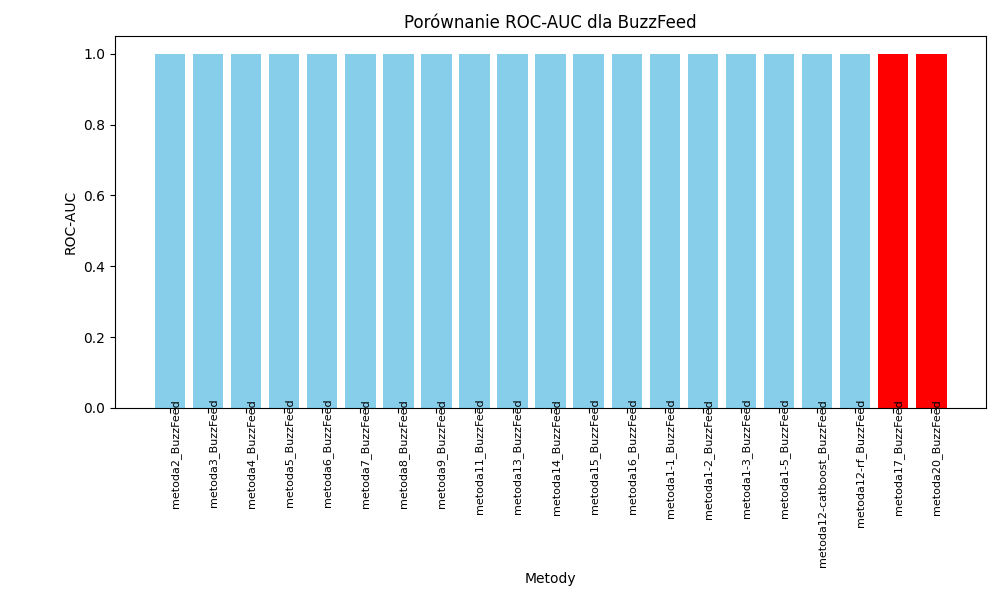 Porównanie ROC-AUC dla BuzzFeed
ROC-AUC
1.0
0.8
0.6
0.4
0.2
0.0
metoda2_BuzzFeed
metoda3_BuzzFeed
metoda4_BuzzFeed
metoda5_BuzzFeed
metoda6_BuzzFeed
metoda7_BuzzFeed
metoda8_BuzzFeed
metoda9_BuzzFeed
metoda11_BuzzFeed
metoda13_BuzzFeed
metoda14_BuzzFeed
metoda15_BuzzFeed
metoda16_BuzzFeed
metoda1-1_BuzzFeed
metoda1-2_BuzzFeed
metoda1-3_BuzzFeed
metoda1-5_BuzzFeed
metoda12-catboost_BuzzFeed
metoda12-rf_BuzzFeed
metoda17_BuzzFeed
metoda20_BuzzFeed
Metody